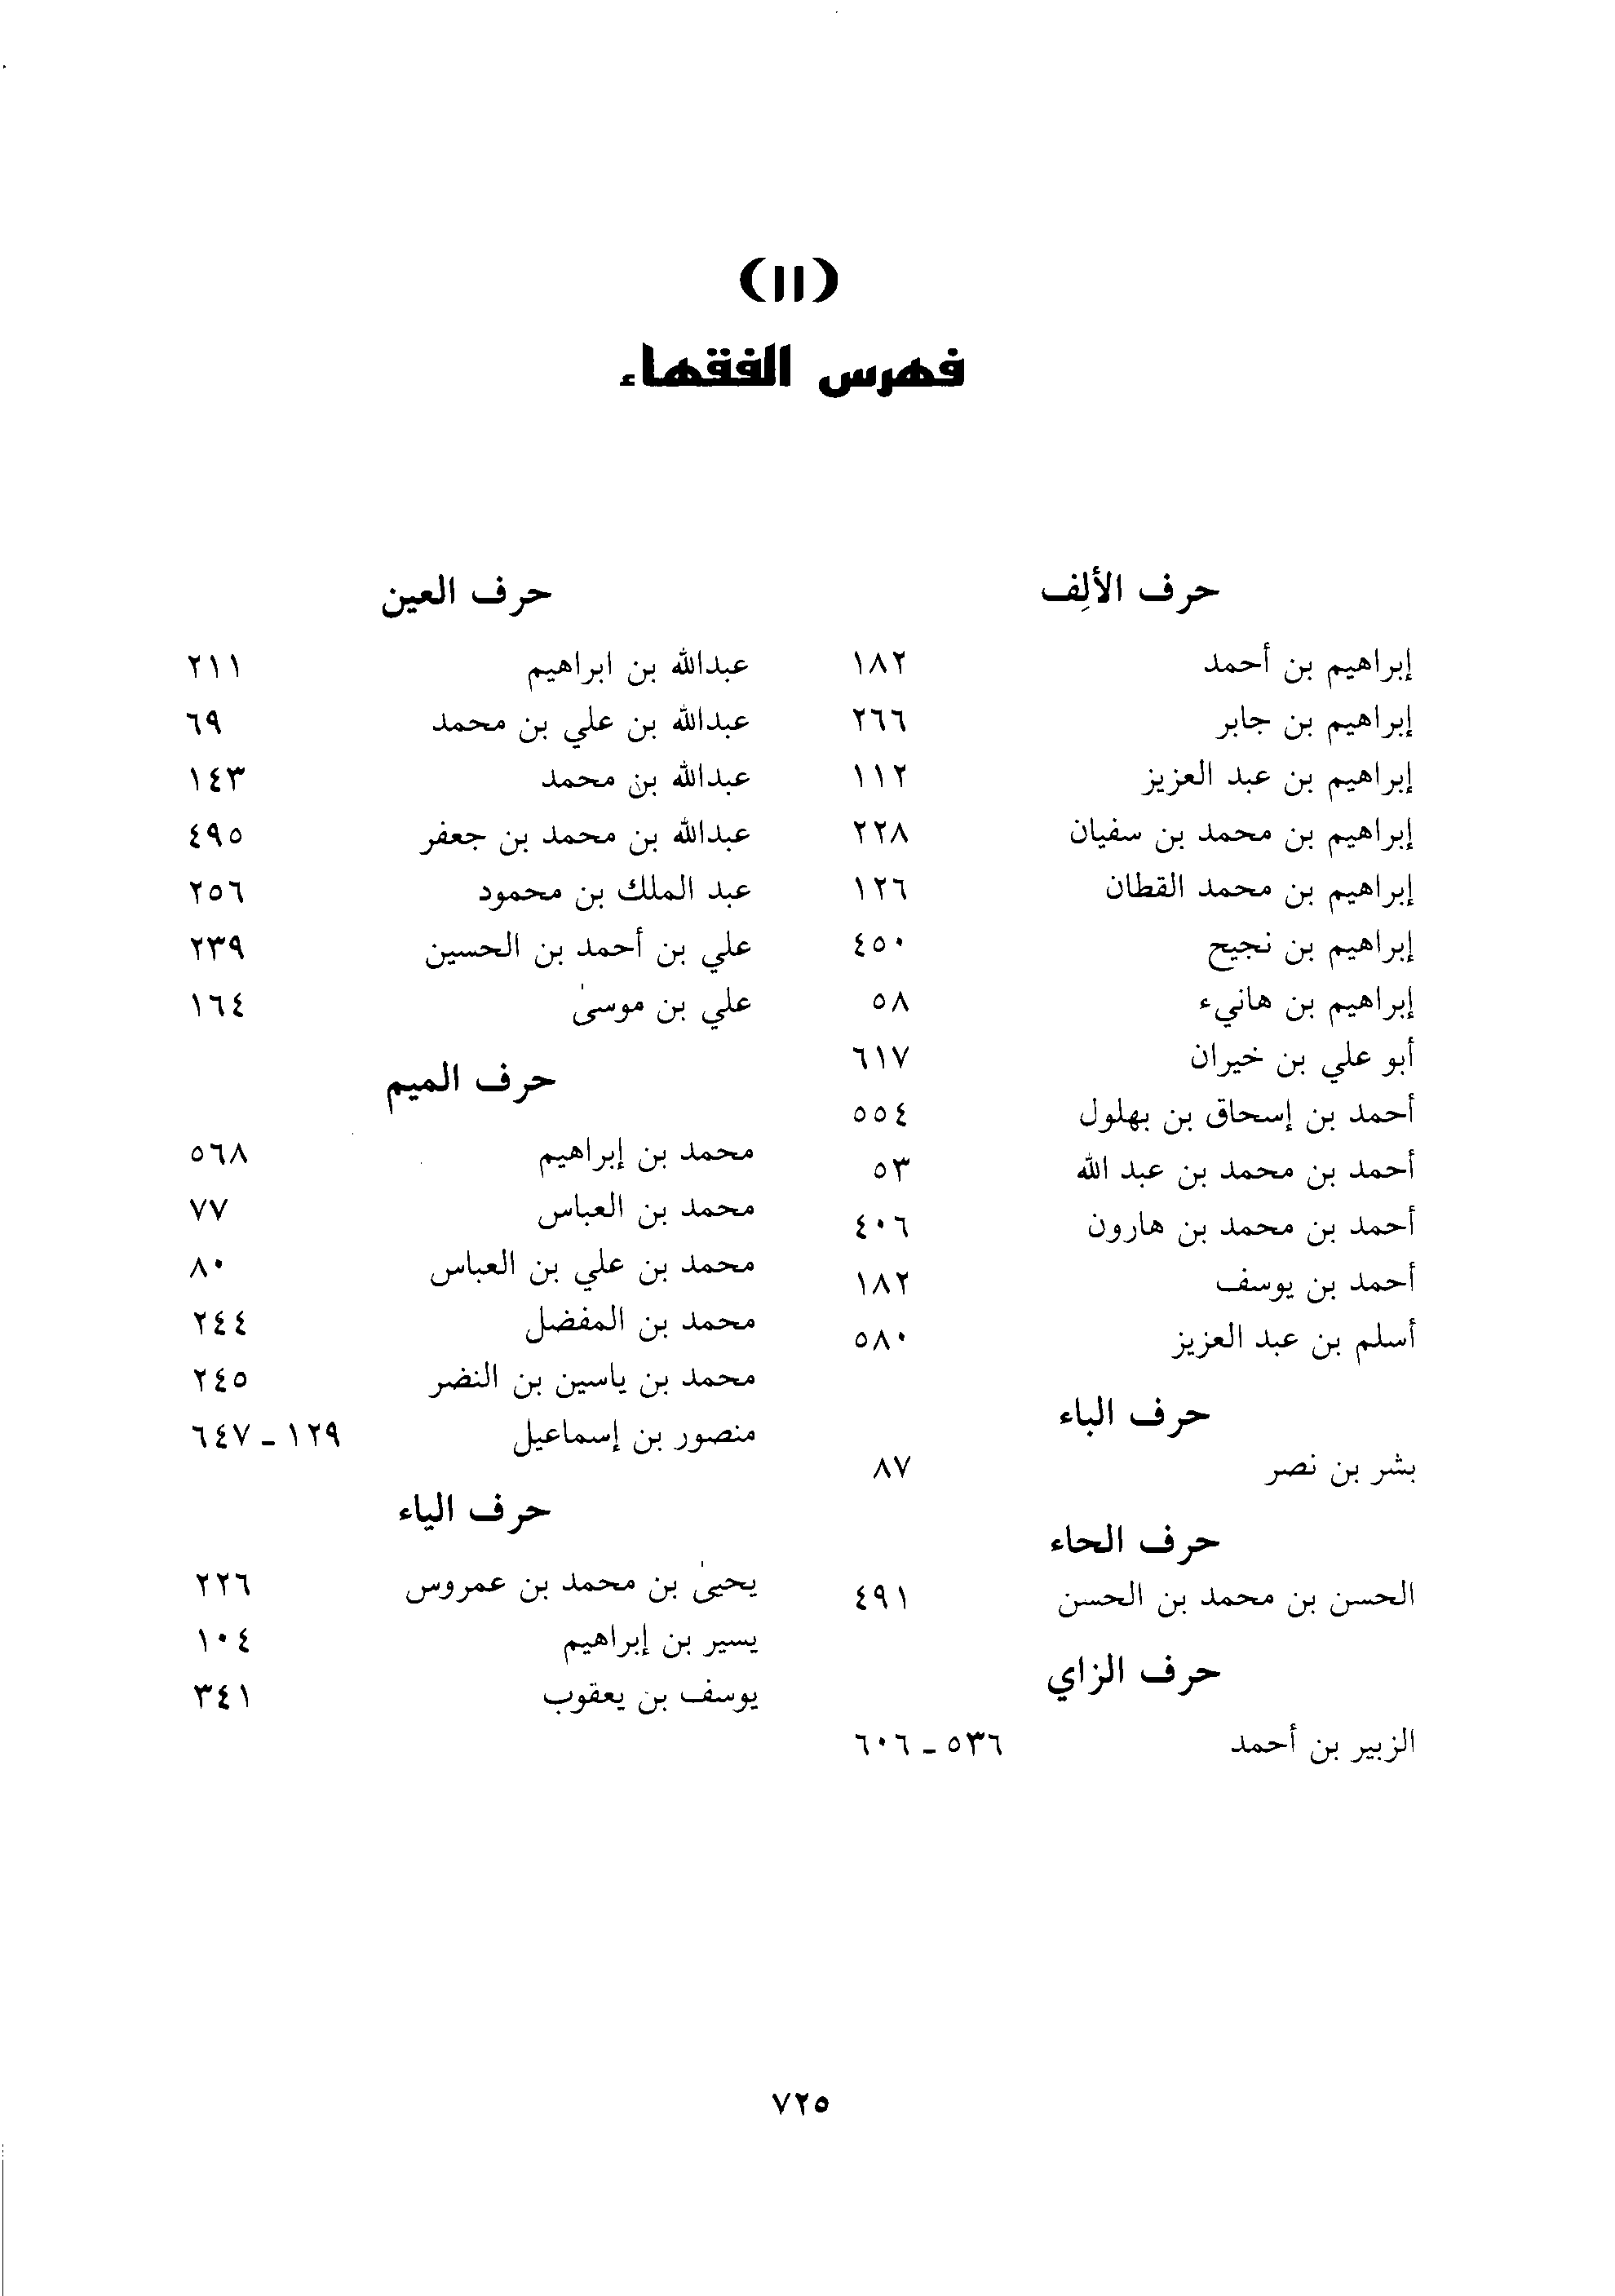 (١١)
فهرس الفقهاء
حرف الألِف
إبراهيم بن أحمد ١٨٢
إبراهيم بن جابر ٢٦٦
إبراهيم بن عبد العزيز ١١٢
إبراهيم بن محمد بن سفيان ٢٢٨
إبراهيم بن محمد القطان ١٢٦
إبراهيم بن نجيح ٤٥٠
إبراهيم بن هانيء ٥٨
أبو علي بن خيران ٦١٧
أحمد بن إسحاق بن بهلول ٥٥٤
أحمد بن محمد بن عبد الله ٥٣
أحمد بن محمد بن هارون ٤٠٦
أحمد بن يوسف ١٨٢
أسلم بن عبد العزيز ٥٨٠
حرف الباء
بشر بن نصر ٨٧
حرف الحاء
الحسن بن محمد بن الحسن ٤٩١
حرف الزاي
الزبير بن أحمد ٥٣٦ - ٦٠٦
حرف العين
عبدالله بن ابراهيم ٢١١
عبدالله بن علي بن محمد ٦٩
عبدالله بن محمد ١٤٣
عبدالله بن محمد بن جعفر ٤٩٥
عبد الملك بن محمود ٢٥٦
علي بن أحمد بن الحسين ٢٣٩
علي بن موسىٰ ١٦٤
حرف الميم
محمد بن إبراهيم ٥٦٨
محمد بن العباس ٧٧
محمد بن علي بن العباس ٨٠
محمد بن المفضل ٢٤٤
محمد بن ياسين بن النضر ٢٤٥
منصور بن إسماعيل ١٢٩ - ٦٤٧
حرف الياء
يحيىٰ بن محمد بن عمروس ٢٢٦
يسير بن إبراهيم ١٠٤
يوسف بن يعقوب ٣٤١
٧٢٥